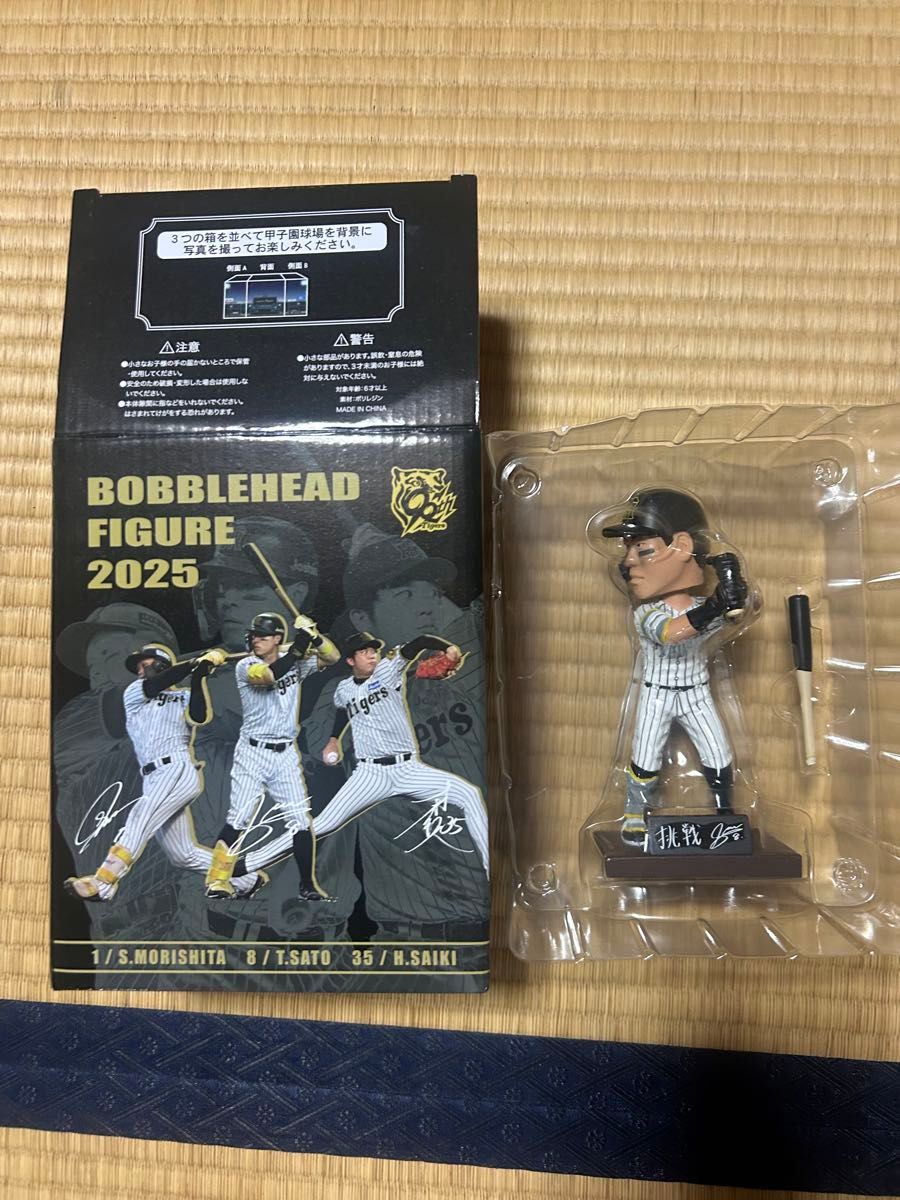 3つの箱を並べて甲子園球場を背景に
写真を撮ってお楽しみください。
側面A 背面 側面B
⚠注意
●小さなお子様の手の届かないところで保管
・使用してください。
●安全のため破損・変形した場合は使用しな
いでください。
●本体隙間に指などをいれないでください。
はさまれてけがをする恐れがあります。
⚠警告
●小さな部品があります。誤飲・窒息の危険
がありますので、3才未満のお子様には絶
対に与えないでください。
対象年齢:6才以上
素材:ポリレジン
MADE IN CHINA
BOBBLEHEAD
FIGURE
2025
90th
Tigers
igers
Tigers
gers
35
8
1 / S.MORISHITA 8 / T.SATO 35 / H.SAIKI
挑戦
8